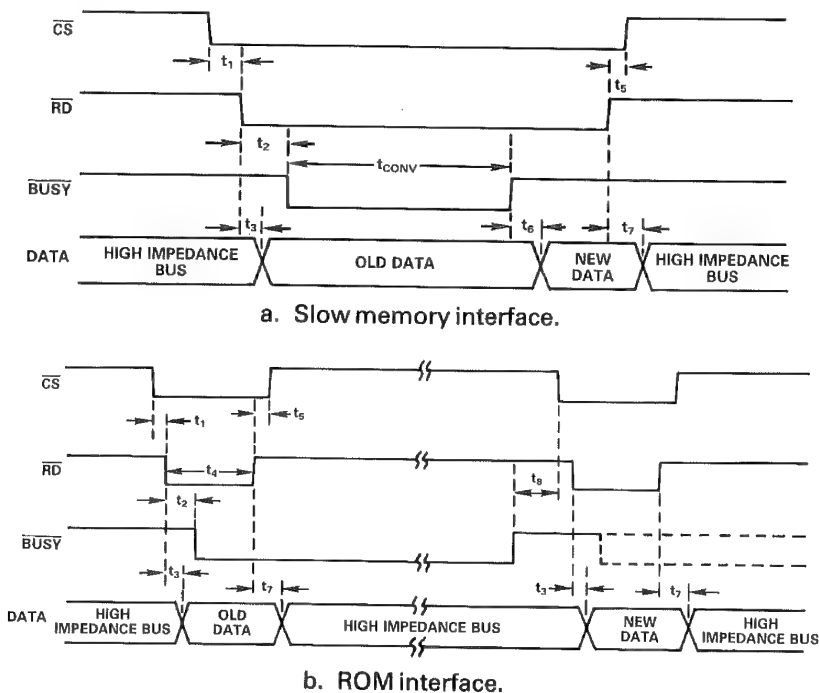 CS
t1
t5
RD
t2
tCONV
BUSY
t3
t6
t7
DATA
HIGH IMPEDANCE
BUS
OLD DATA
NEW
DATA
HIGH IMPEDANCE
BUS
a. Slow memory interface.
CS
t1
t5
RD
t4
t8
t2
BUSY
t3
t7
t3
t7
DATA
HIGH
IMPEDANCE BUS
OLD
DATA
HIGH IMPEDANCE BUS
NEW
DATA
HIGH
IMPEDANCE BUS
b. ROM interface.